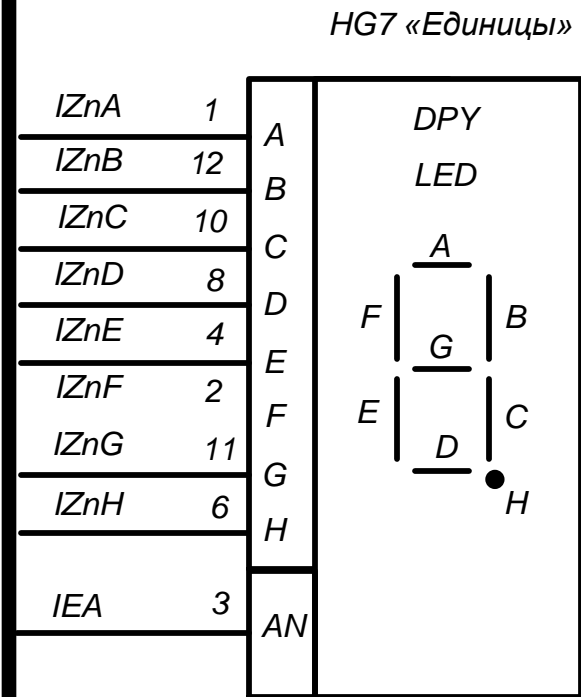 HG7 «Единицы»
IZnA 1 A
IZnB 12 B
IZnC 10 C
IZnD 8 D
IZnE 4 E
IZnF 2 F
IZnG 11 G
IZnH 6 H
IEA 3 AN
DPY
LED
A
F B
G
E C
D
H